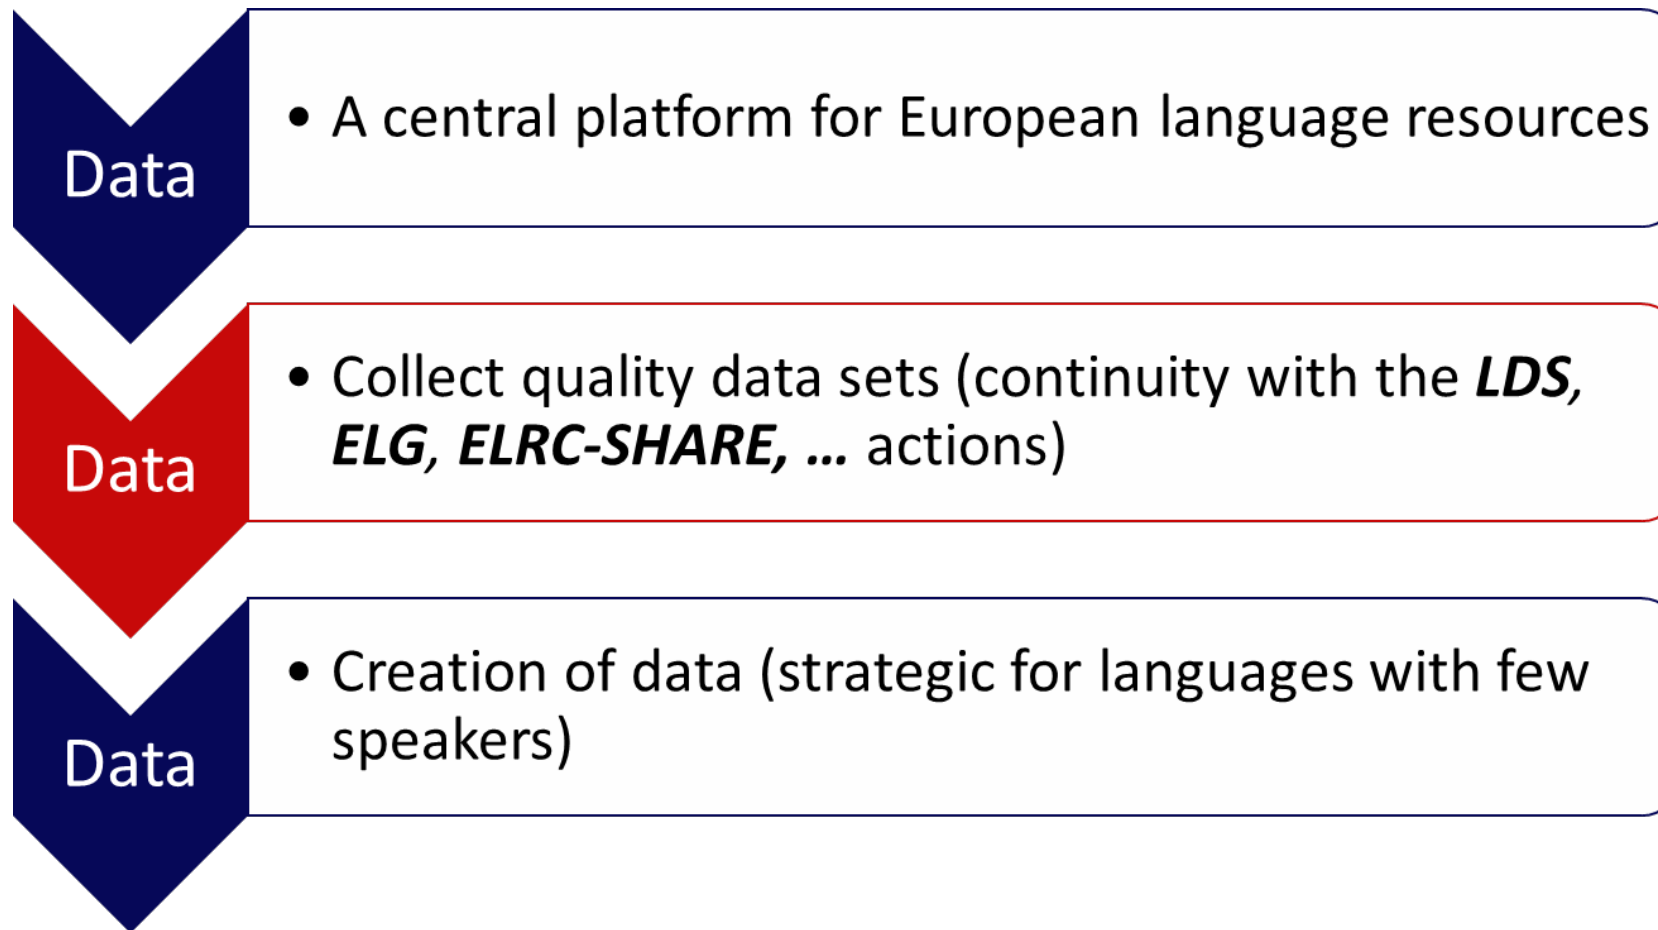 Data
• A central platform for European language resources
Data
• Collect quality data sets (continuity with the LDS,
ELG, ELRC-SHARE, … actions)
Data
• Creation of data (strategic for languages with few
speakers)